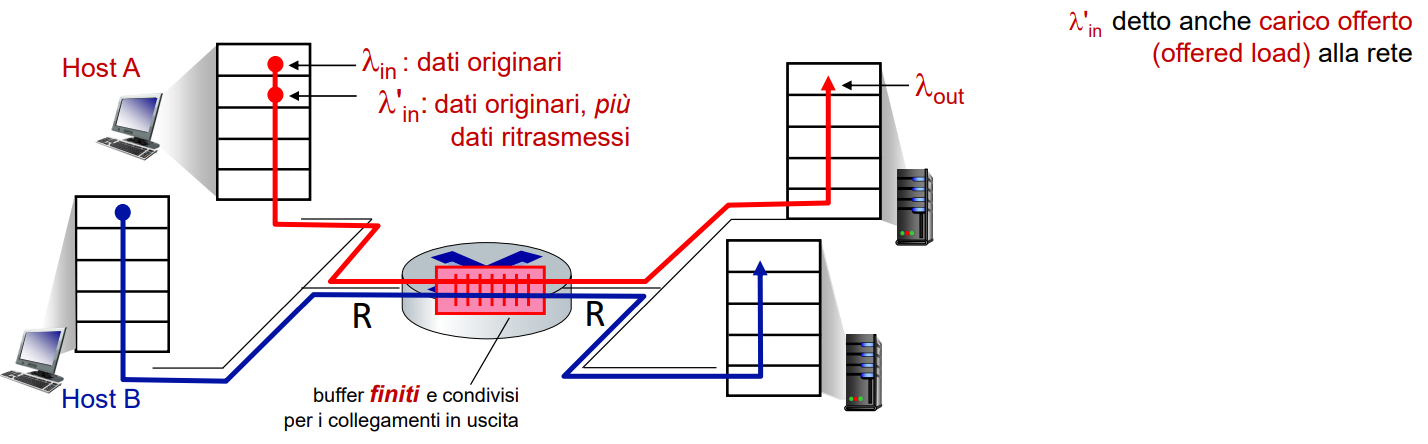 λ'in detto anche carico offerto
(offered load) alla rete
Host A
λin : dati originari
λ'in: dati originari, più
dati ritrasmessi
λout
R
R
buffer finiti e condivisi
per i collegamenti in uscita
Host B